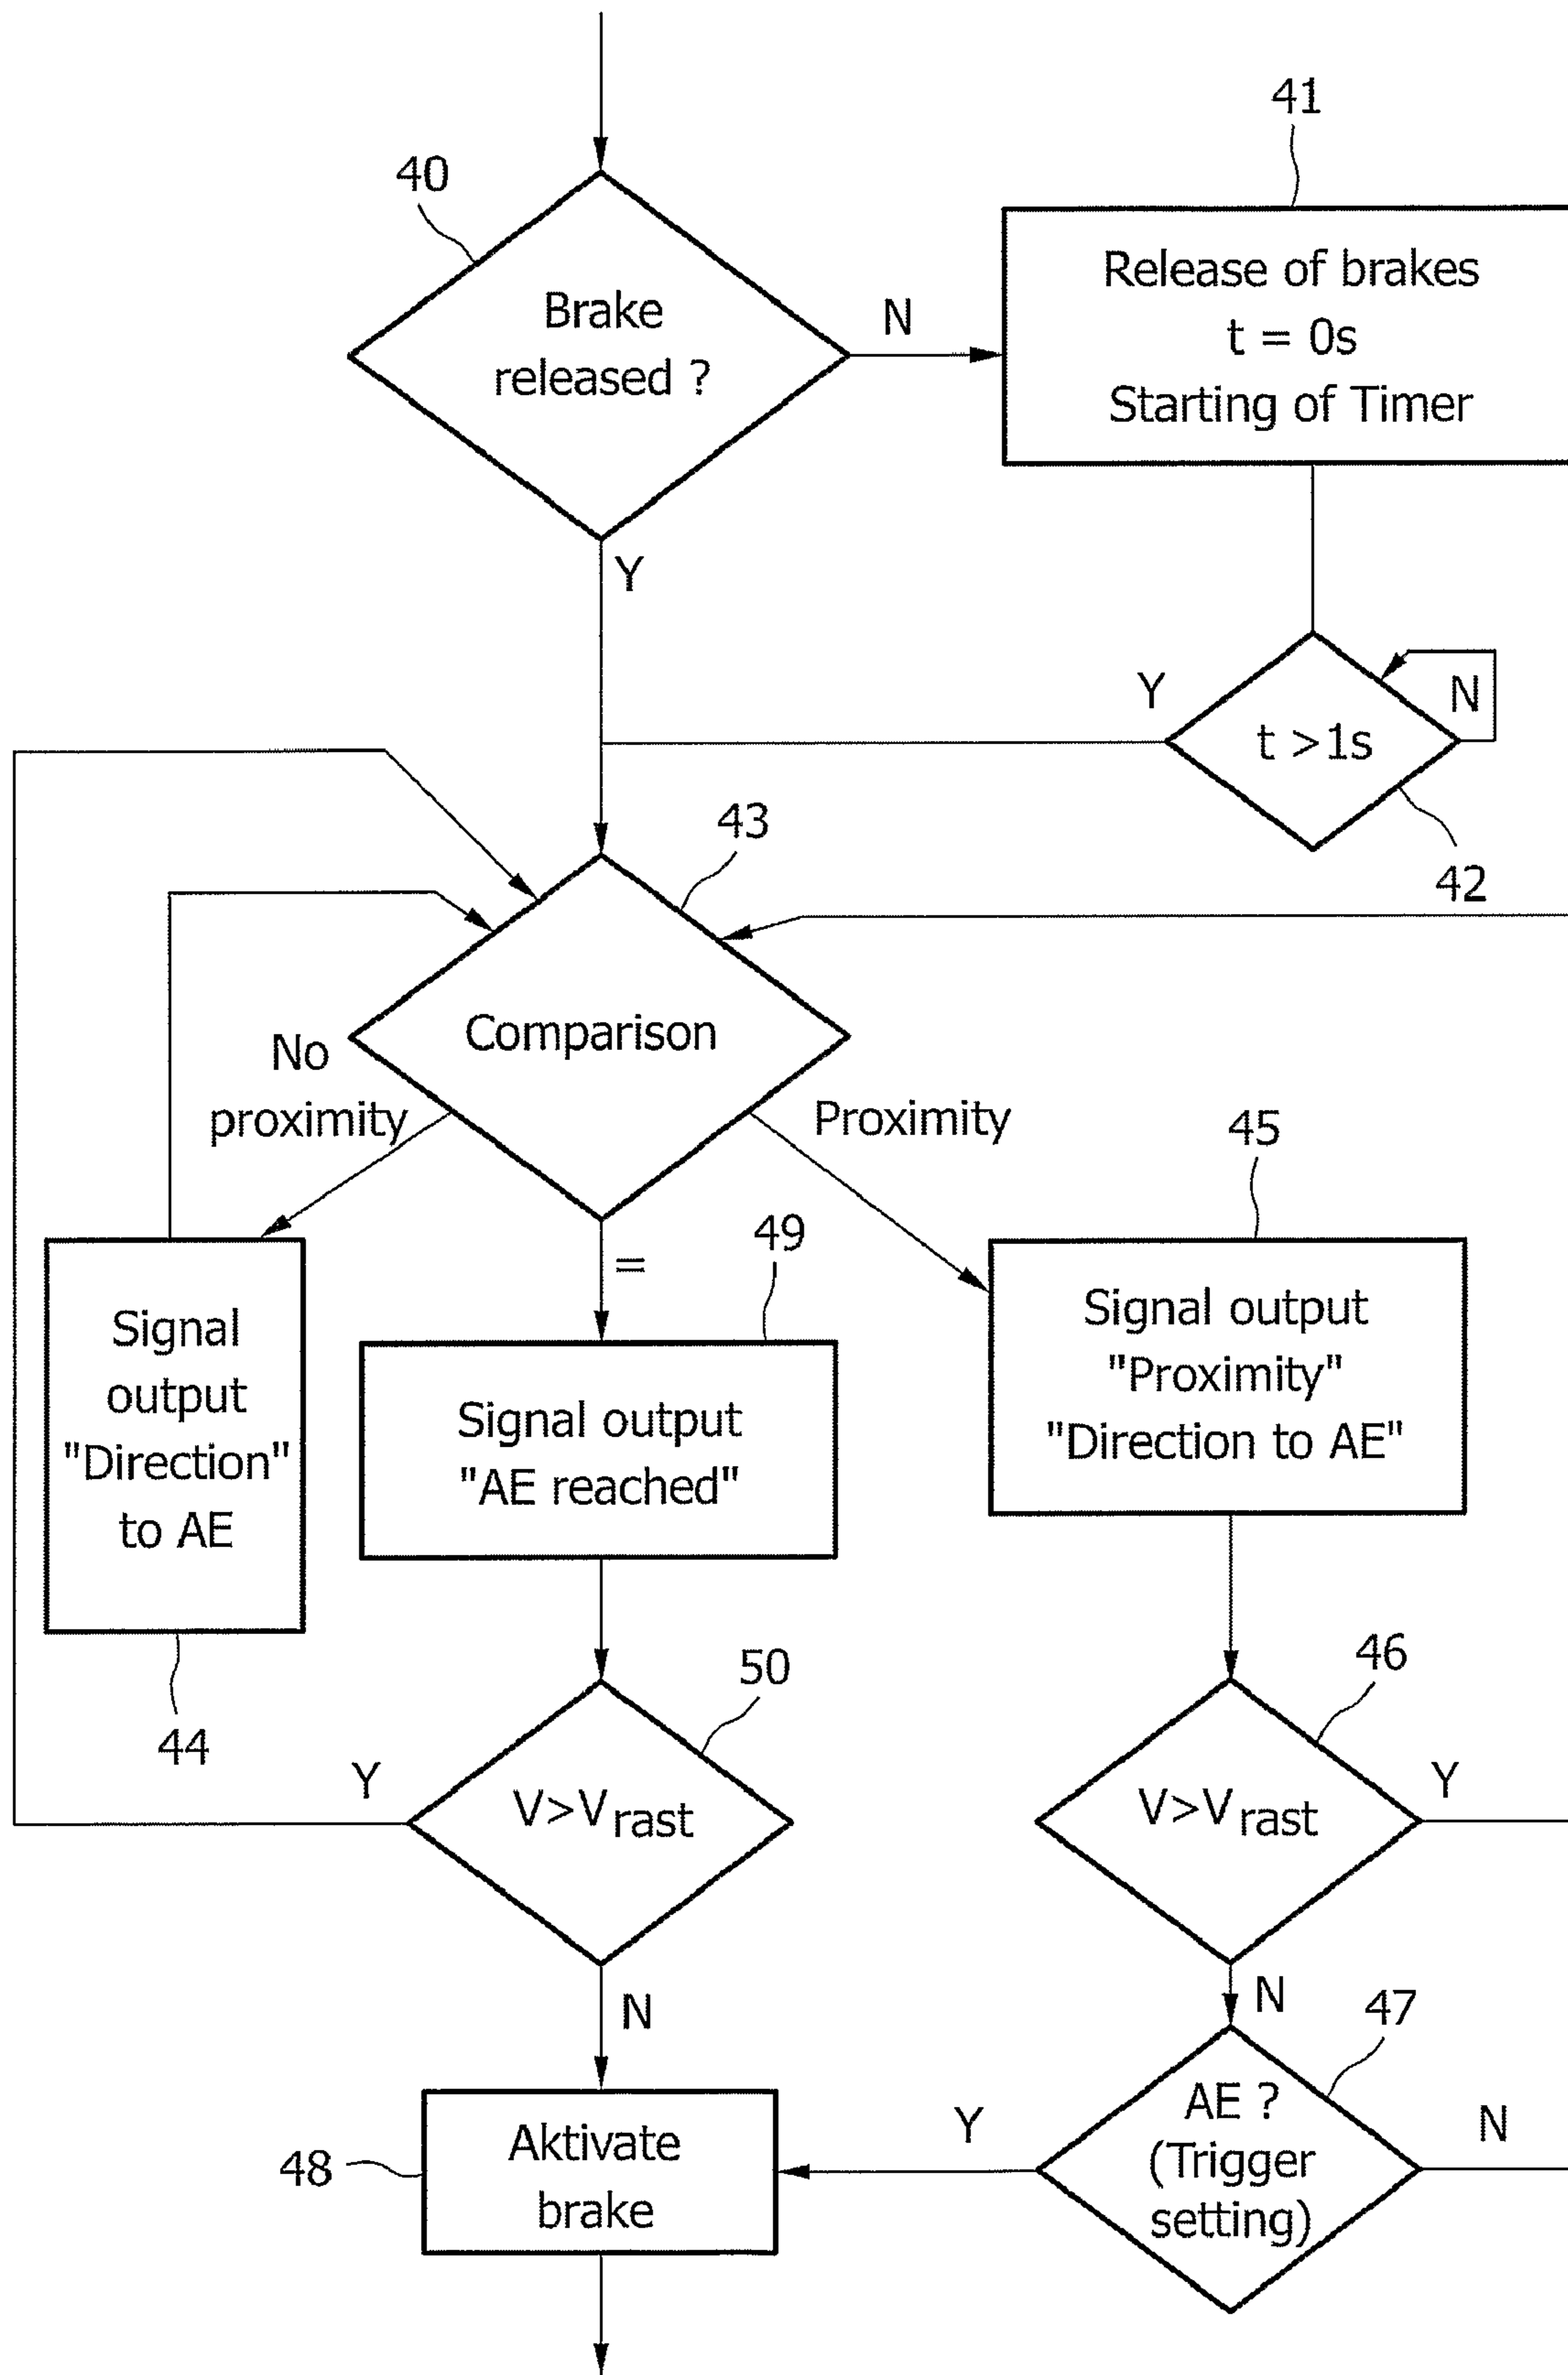 41
40
Release of brakes
t = 0s
Starting of Timer
Brake
released ?
N
Y
Y
N
t >1s
42
43
Comparison
No
proximity
Proximity
45
=
49
Signal output
"Proximity"
"Direction to AE"
Signal
output
"Direction"
to AE
Signal output
"AE reached"
44
50
46
Y
V>Vrast
V>Vrast
Y
N
N
47
AE ?
(Trigger
setting)
Y
N
48
Aktivate
brake